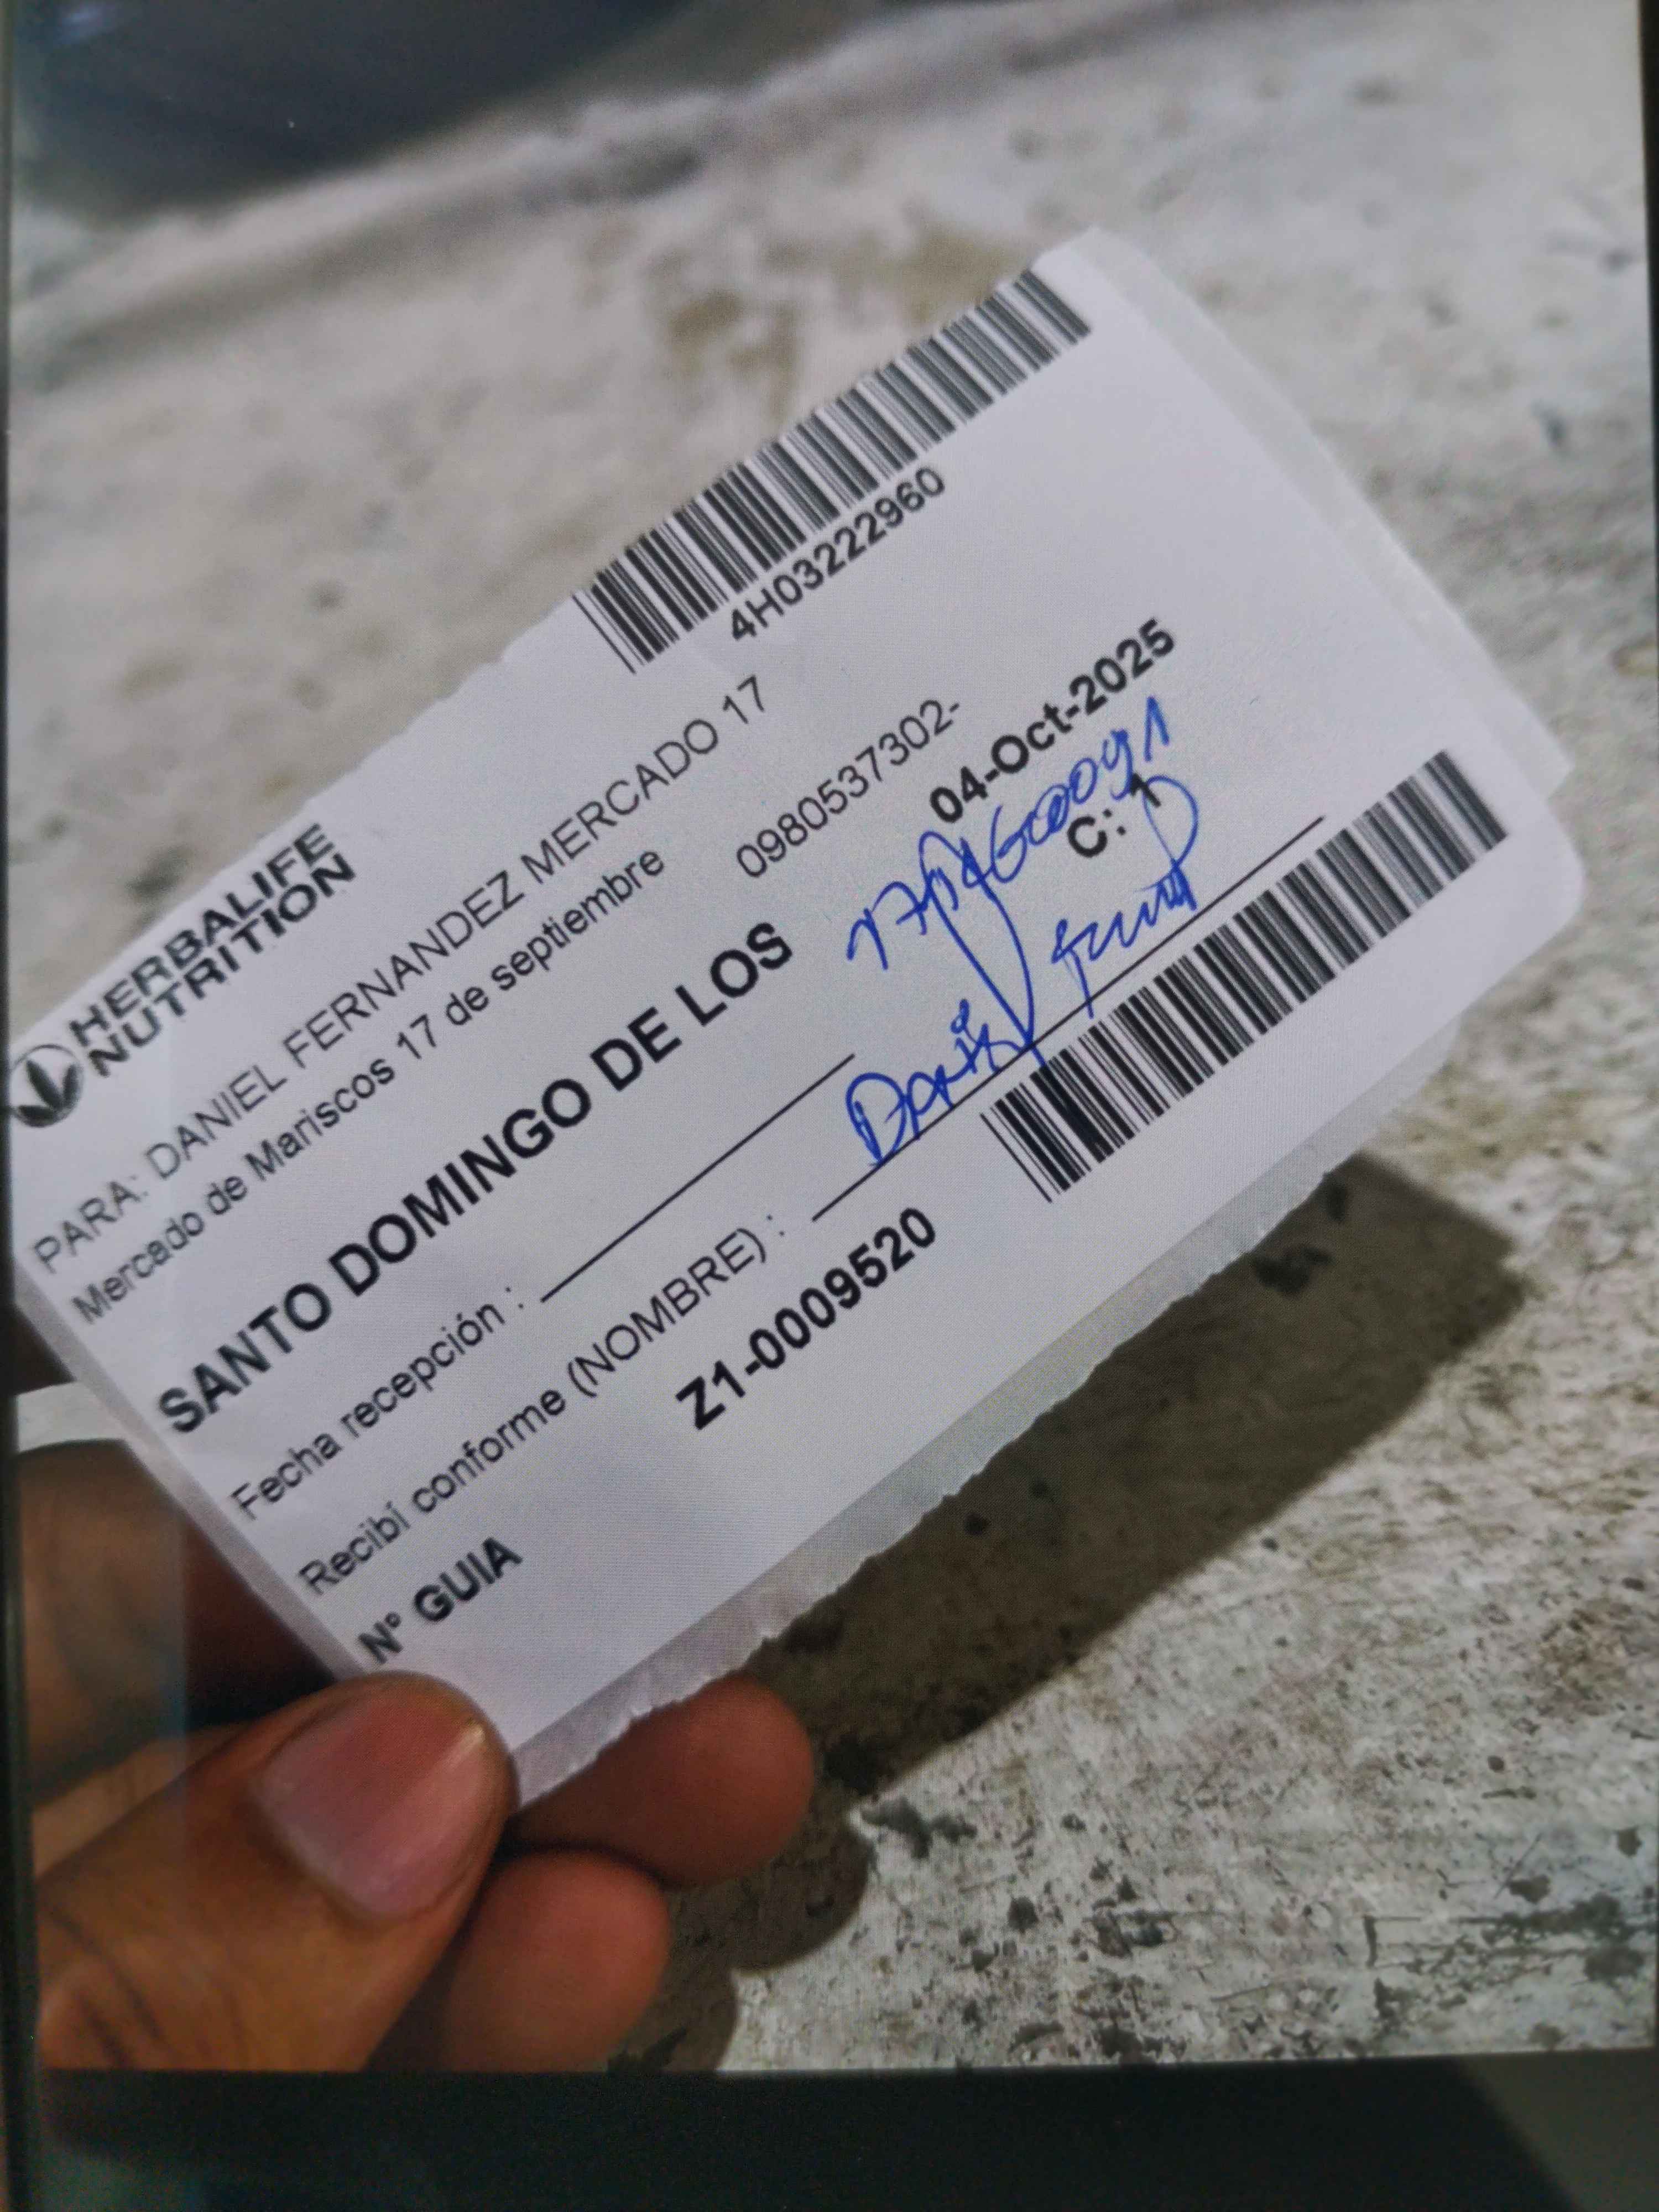 HERBALIFE
NUTRITION
4H03222960
PARA: DANIEL FERNANDEZ MERCADO 17
Mercado de Mariscos 17 de septiembre 0980537302-
SANTO DOMINGO DE LOS 04-Oct-2025
C: 1
Fecha recepción :
Recibí conforme (NOMBRE) :
N° GUIA Z1-0009520